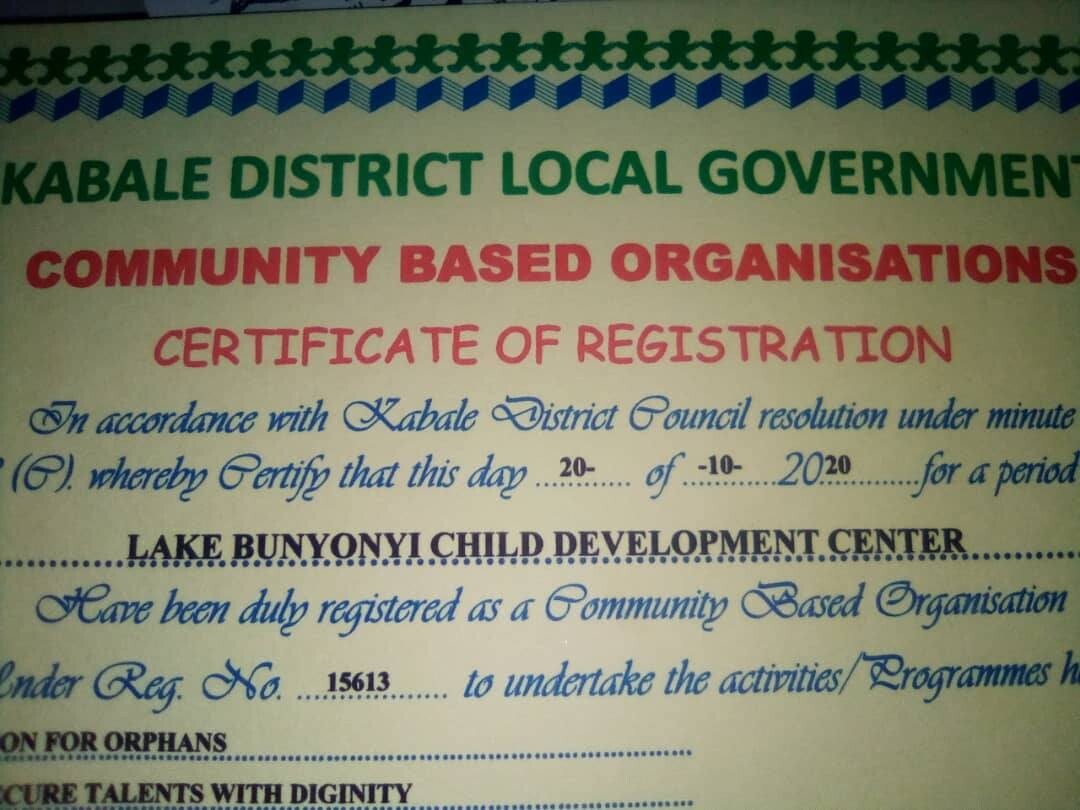 KABALE DISTRICT LOCAL GOVERNMENT
COMMUNITY BASED ORGANISATIONS
CERTIFICATE OF REGISTRATION
In accordance with Kabale District Council resolution under minute
(C). whereby Certify that this day ...20-...... of ..-10-......2020............for a period
LAKE BUNYONYI CHILD DEVELOPMENT CENTER
Have been duly registered as a Community Based Organisation
Under Reg. No. ....15613....... to undertake the activities/Programmes
ON FOR ORPHANS
CURE TALENTS WITH DIGINITY